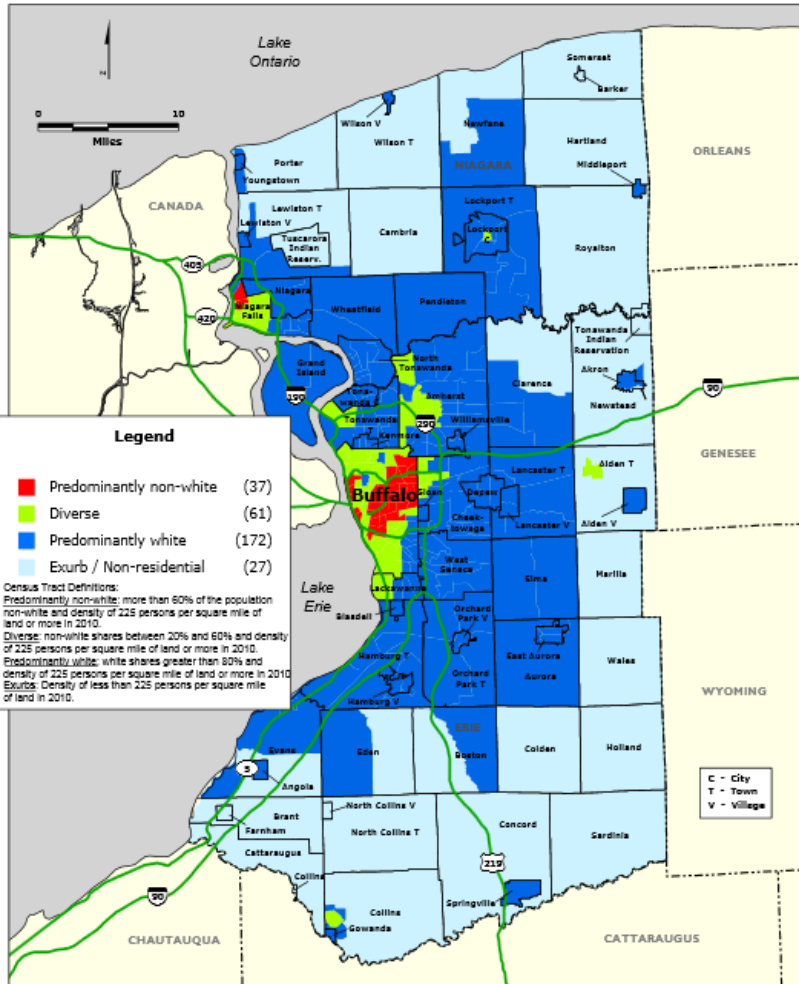 Lake
Ontario
N
0
10
Miles
Somerset
Barker
Wilson V
Wilson T
Newfane
Hartland
NIAGARA
Middleport
ORLEANS
Porter
Youngstown
CANADA
Lewiston T
Lewiston V
Tuscarora
Indian
Reserv.
Cambria
Lockport T
Lockport
C
Royalton
405
420
Niagara
Niagara
Falls
Wheatfield
Pendleton
Tonawanda
Indian
Reservation
Grand
Island
North
Tonawanda
Clarence
Akron
Newstead
190
Tona-
wanda C
Amherst
90
Tonawanda
T
290
Williamsville
Kenmore
GENESEE
Legend
Predominantly non-white (37)
Diverse (61)
Predominantly white (172)
Exurb / Non-residential (27)
Census Tract Definitions:
Predominantly non-white: more than 60% of the population
non-white and density of 225 persons per square mile of
land or more in 2010.
Diverse: non-white shares between 20% and 60% and density
of 225 persons per square mile of land or more in 2010.
Predominantly white: white shares greater than 80% and
density of 225 persons per square mile of land or more in 2010
Exurbs: Density of less than 225 persons per square mile
of land in 2010.
Buffalo
Sloan
Depew
Lancaster T
Alden T
Cheek-
towaga
Lancaster V
Alden V
Lake
Erie
West
Seneca
Lackawanna
Elma
Marilla
Blasdell
Orchard
Park V
Hamburg T
East Aurora
Aurora
Wales
Orchard
Park T
Hamburg V
WYOMING
ERIE
Evans
Eden
Boston
Colden
Holland
5
Angola
C - City
T - Town
V - Village
Brant
Farnham
North Collins V
North Collins T
Concord
Sardinia
Cattaraugus
Collins
219
90
Springville
Collins
Gowanda
CHAUTAUQUA
CATTARAUGUS